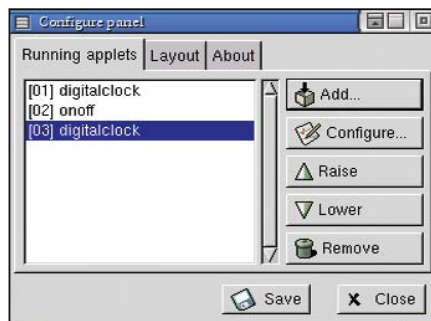 Configure panel
Running applets Layout About
[01] digitalclock
[02] onoff
[03] digitalclock
Add...
Configure...
Raise
Lower
Remove
Save
Close